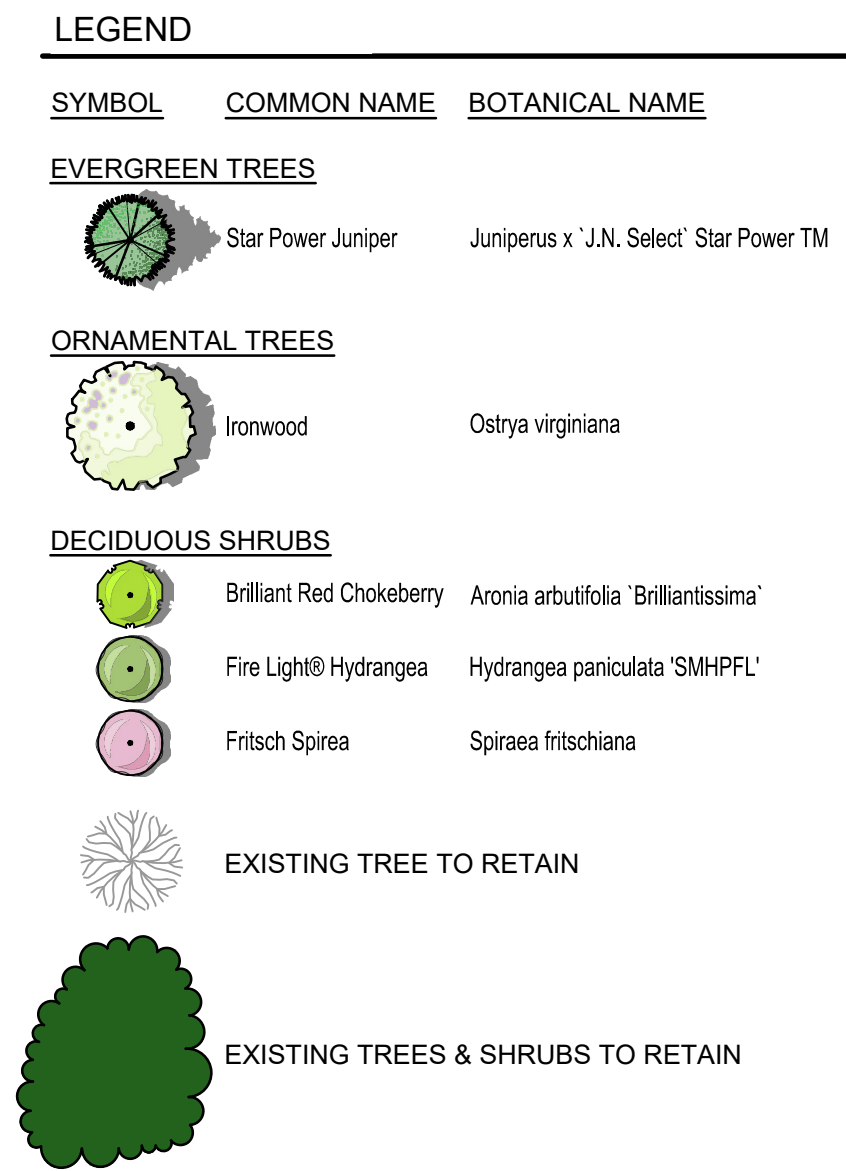 LEGEND
SYMBOL COMMON NAME BOTANICAL NAME
EVERGREEN TREES
Star Power Juniper Juniperus x `J.N. Select` Star Power TM
ORNAMENTAL TREES
Ironwood Ostrya virginiana
DECIDUOUS SHRUBS
Brilliant Red Chokeberry Aronia arbutifolia `Brilliantissima`
Fire Light® Hydrangea Hydrangea paniculata 'SMHPFL'
Fritsch Spirea Spiraea fritschiana
EXISTING TREE TO RETAIN
EXISTING TREES & SHRUBS TO RETAIN